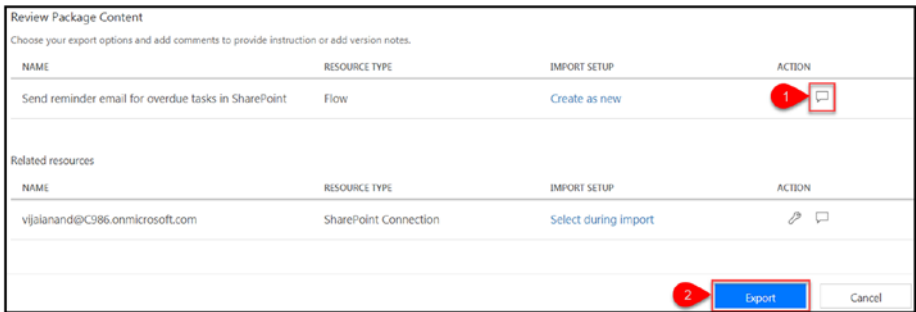 Review Package Content
Choose your export options and add comments to provide instruction or add version notes.
NAME RESOURCE TYPE IMPORT SETUP ACTION
Send reminder email for overdue tasks in SharePoint Flow Create as new 1
Related resources
NAME RESOURCE TYPE IMPORT SETUP ACTION
vijaianand@C986.onmicrosoft.com SharePoint Connection Select during import
2 Export Cancel